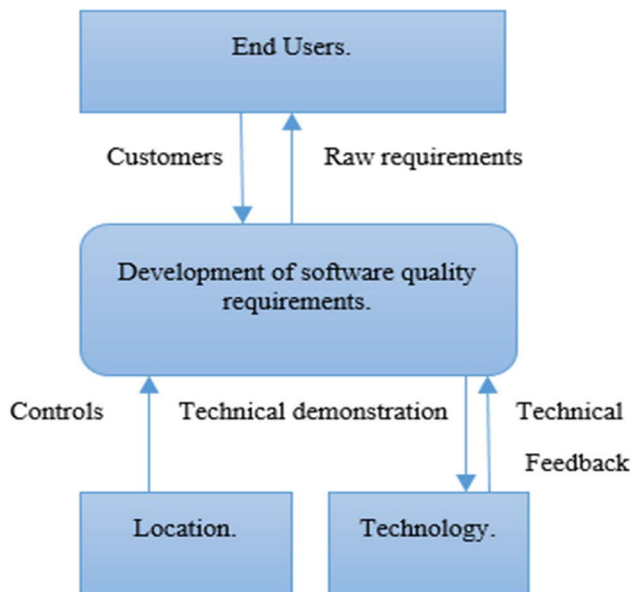 End Users.
Customers
Raw requirements
Development of software quality
requirements.
Controls
Technical demonstration
Technical
Feedback
Location.
Technology.